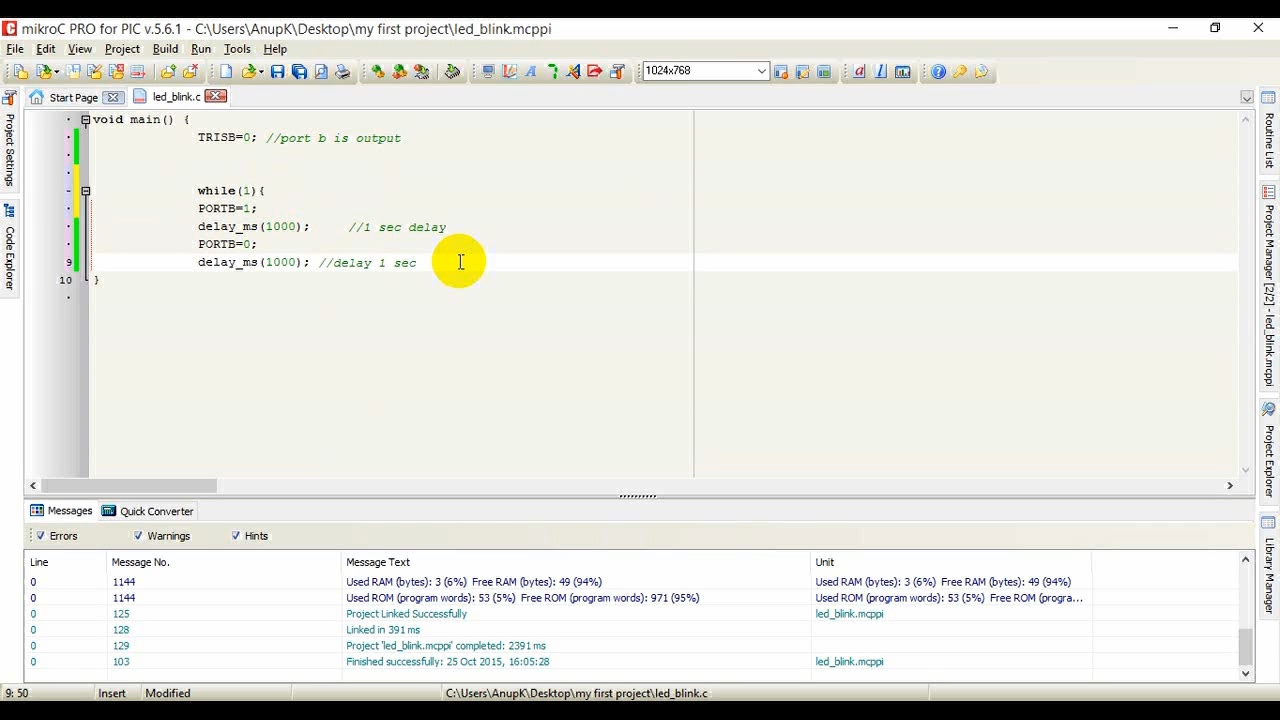 mikroC PRO for PIC v.5.6.1 - C:\Users\AnupK\Desktop\my first project\led_blink.mcppi
File Edit View Project Build Run Tools Help
1024x768
Start Page led_blink.c
void main() {
TRISB=0; //port b is output
while(1){
PORTB=1;
delay_ms(1000); //1 sec delay
PORTB=0;
9 delay_ms(1000); //delay 1 sec
10 }
Project Settings
Code Explorer
Routine List
Project Manager [2/2] - led_blink.mcppi
Project Explorer
Library Manager
Messages Quick Converter
Errors Warnings Hints
Line Message No. Message Text Unit
0 1144 Used RAM (bytes): 3 (6%) Free RAM (bytes): 49 (94%) Used RAM (bytes): 3 (6%) Free RAM (bytes): 49 (94%)
0 1144 Used ROM (program words): 53 (5%) Free ROM (program words): 971 (95%) Used ROM (program words): 53 (5%) Free ROM (progra...
0 125 Project Linked Successfully led_blink.mcppi
0 128 Linked in 391 ms
0 129 Project 'led_blink.mcppi' completed: 2391 ms
0 103 Finished successfully: 25 Oct 2015, 16:05:28 led_blink.mcppi
9: 50 Insert Modified C:\Users\AnupK\Desktop\my first project\led_blink.c